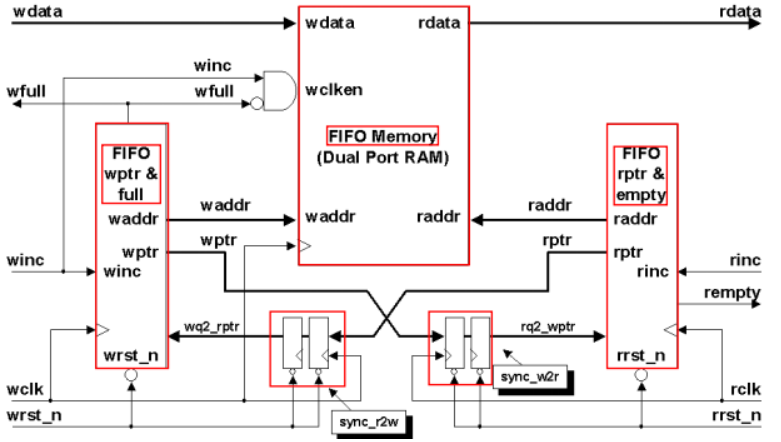 wdata
wdata rdata
rdata
winc
wfull
wfull
wclken
FIFO Memory
(Dual Port RAM)
FIFO
wptr &
full
FIFO
rptr &
empty
waddr
waddr
waddr
raddr
raddr
raddr
wptr
wptr
rptr
rptr
winc
winc
rinc
rinc
rempty
wq2_rptr
rq2_wptr
wrst_n
rrst_n
sync_w2r
wclk
rclk
wrst_n
rrst_n
sync_r2w